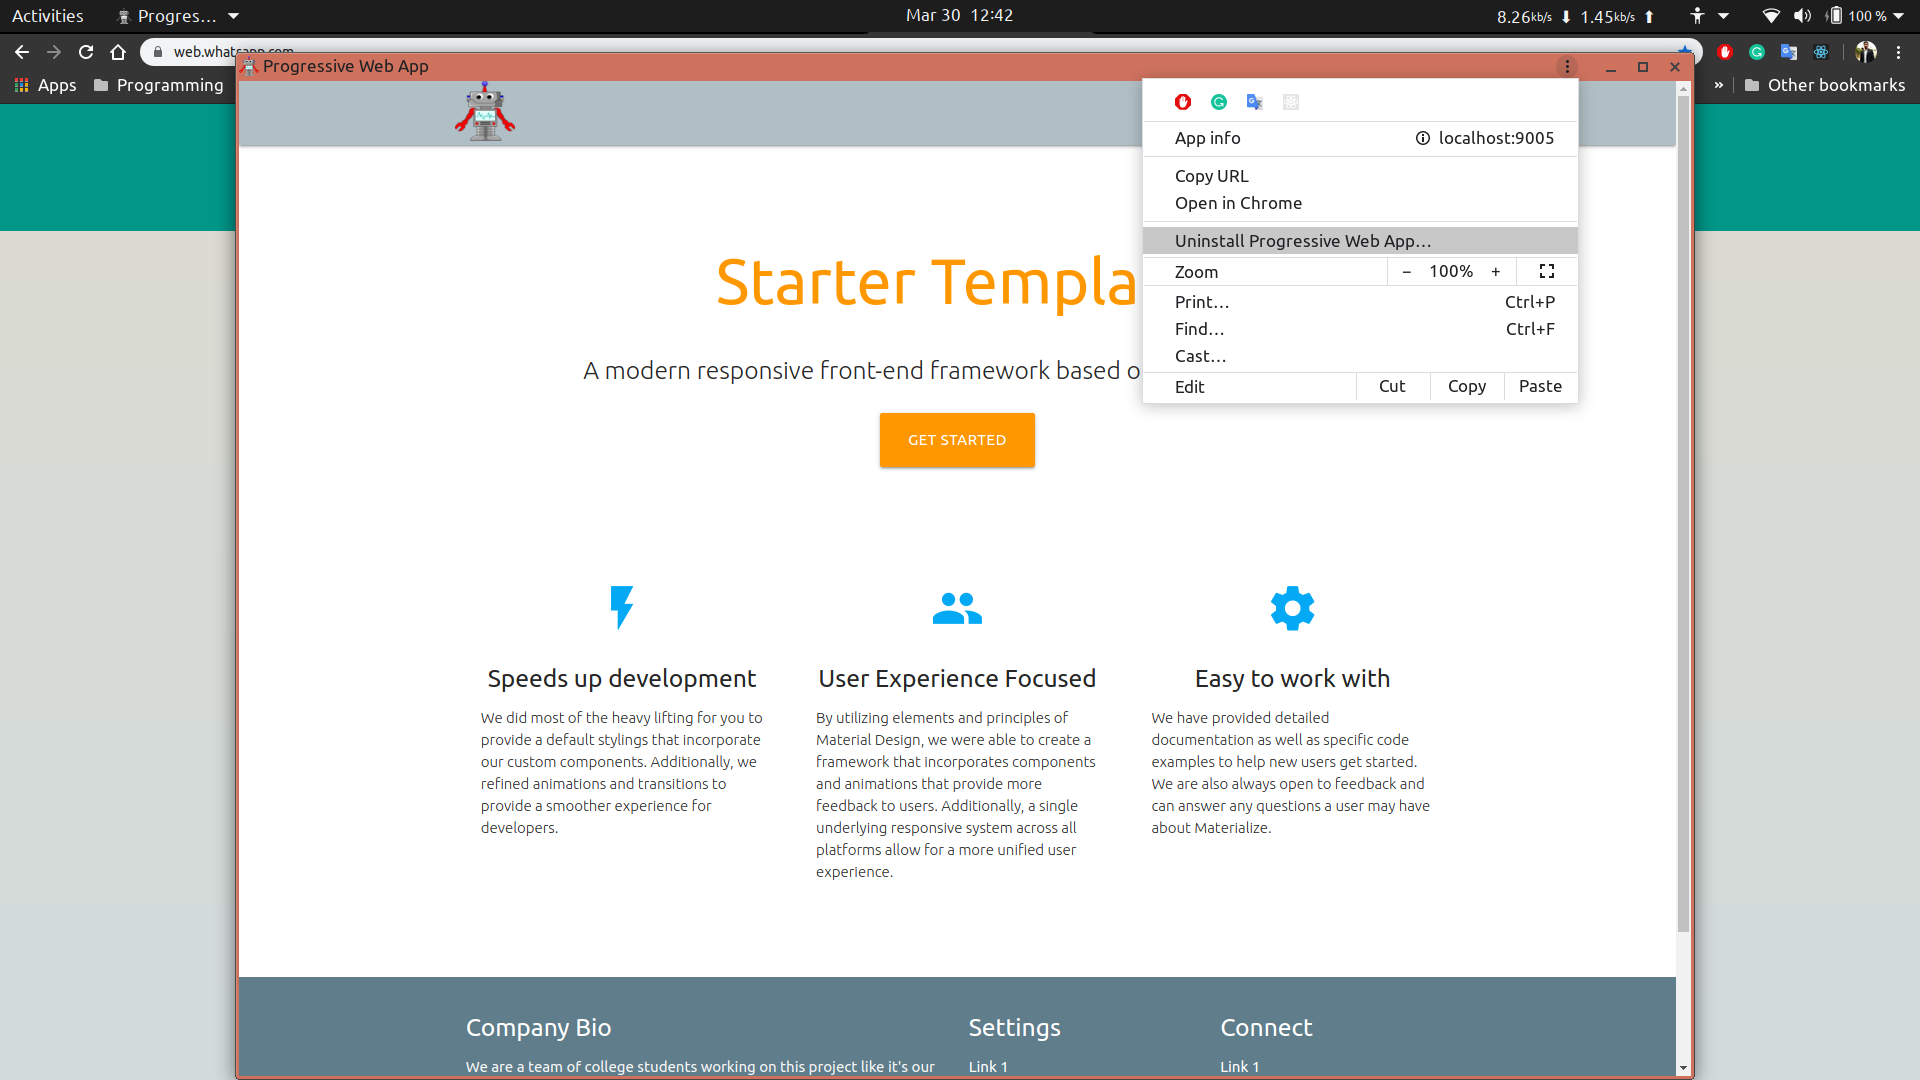 Activities
Progres…
Mar 30 12:42
8.26kb/s ⬇ 1.45kb/s ⬆
100 %
web.whatsapp.com
Apps
Programming
Other bookmarks
Progressive Web App
App info
localhost:9005
Copy URL
Open in Chrome
Uninstall Progressive Web App…
Zoom
− 100% +
Print…
Ctrl+P
Find…
Ctrl+F
Cast…
Edit
Cut
Copy
Paste
Starter Templa
A modern responsive front-end framework based o
GET STARTED
Speeds up development
We did most of the heavy lifting for you to
provide a default stylings that incorporate
our custom components. Additionally, we
refined animations and transitions to
provide a smoother experience for
developers.
User Experience Focused
By utilizing elements and principles of
Material Design, we were able to create a
framework that incorporates components
and animations that provide more
feedback to users. Additionally, a single
underlying responsive system across all
platforms allow for a more unified user
experience.
Easy to work with
We have provided detailed
documentation as well as specific code
examples to help new users get started.
We are also always open to feedback and
can answer any questions a user may have
about Materialize.
Company Bio
We are a team of college students working on this project like it's our
Settings
Link 1
Connect
Link 1